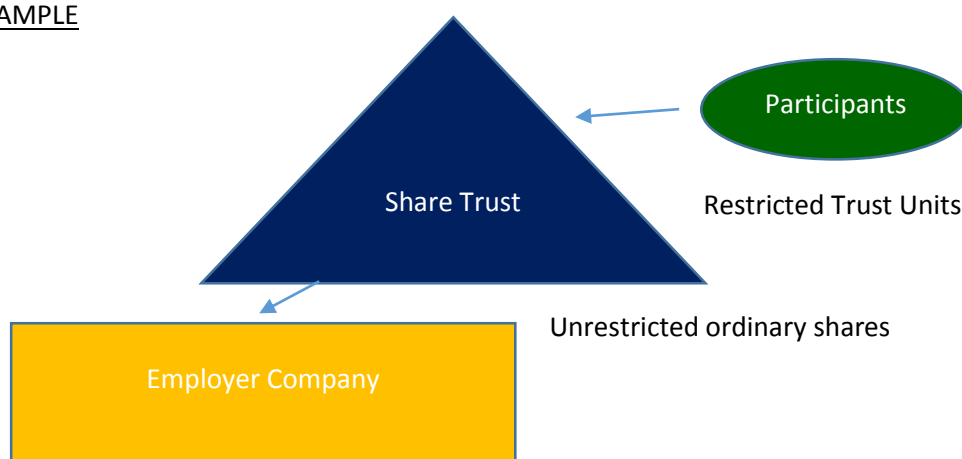 AMPLE
Participants
Share Trust
Restricted Trust Units
Unrestricted ordinary shares
Employer Company